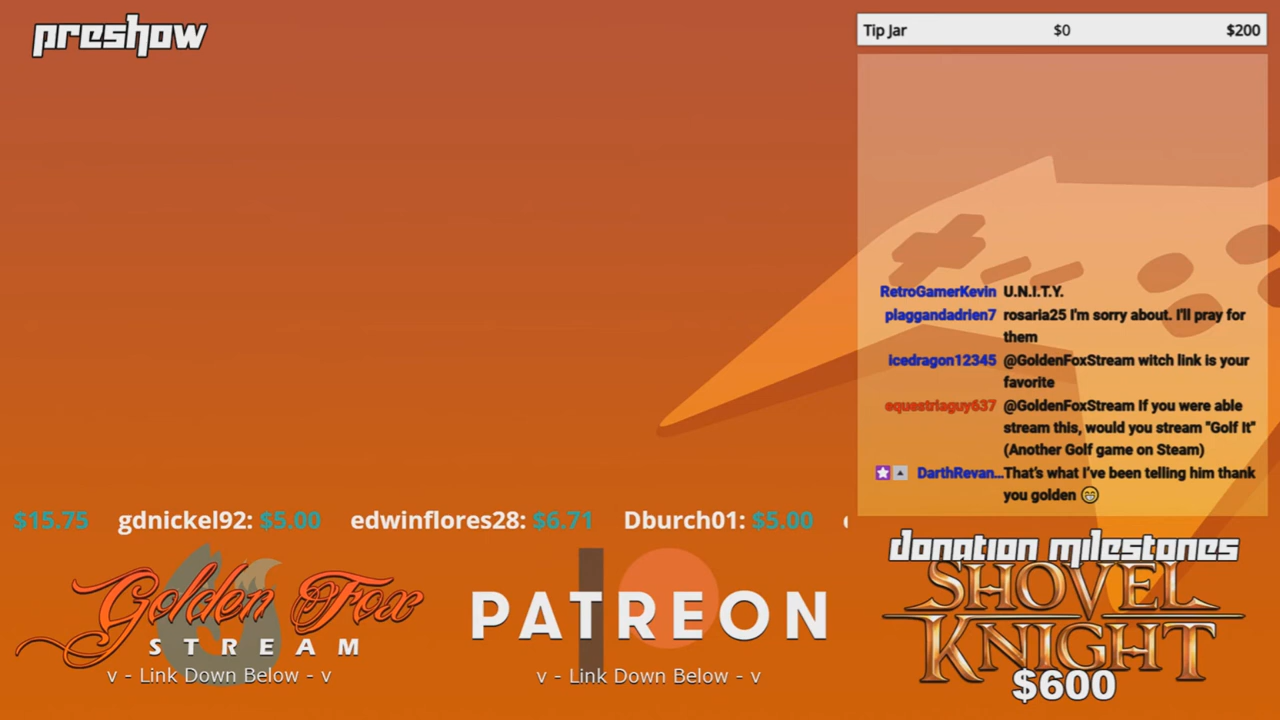 preshow
Tip Jar $0 $200
RetroGamerKevin U.N.I.T.Y.
plaggandadrien7 rosaria25 I'm sorry about. I'll pray for
them
icedragon12345 @GoldenFoxStream witch link is your
favorite
equestriaguy637 @GoldenFoxStream If you were able
stream this, would you stream "Golf It"
(Another Golf game on Steam)
DarthRevan... That's what I've been telling him thank
you golden 😁
$15.75 gdnickel92: $5.00 edwinflores28: $6.71 Dburch01: $5.00
Golden Fox
STREAM
v - Link Down Below - v
PATREON
v - Link Down Below - v
donation milestones
SHOVEL
KNIGHT
$600